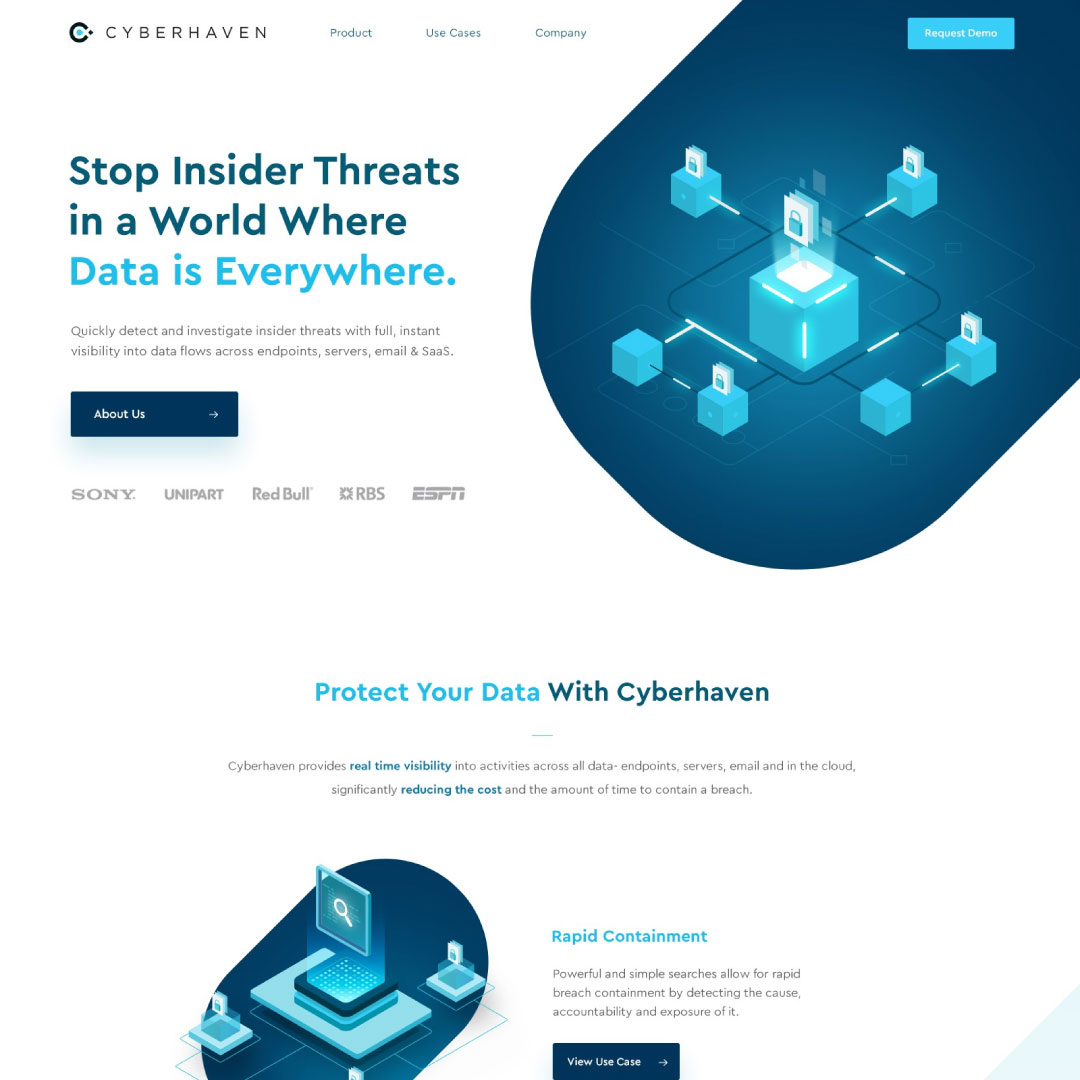 CYBERHAVEN
Product
Use Cases
Company
Request Demo
Stop Insider Threats
in a World Where
Data is Everywhere.
Quickly detect and investigate insider threats with full, instant
visibility into data flows across endpoints, servers, email & SaaS.
About Us
SONY
UNIPART
Red Bull
RBS
ESPN
Protect Your Data With Cyberhaven
Cyberhaven provides real time visibility into activities across all data- endpoints, servers, email and in the cloud,
significantly reducing the cost and the amount of time to contain a breach.
Rapid Containment
Powerful and simple searches allow for rapid
breach containment by detecting the cause,
accountability and exposure of it.
View Use Case